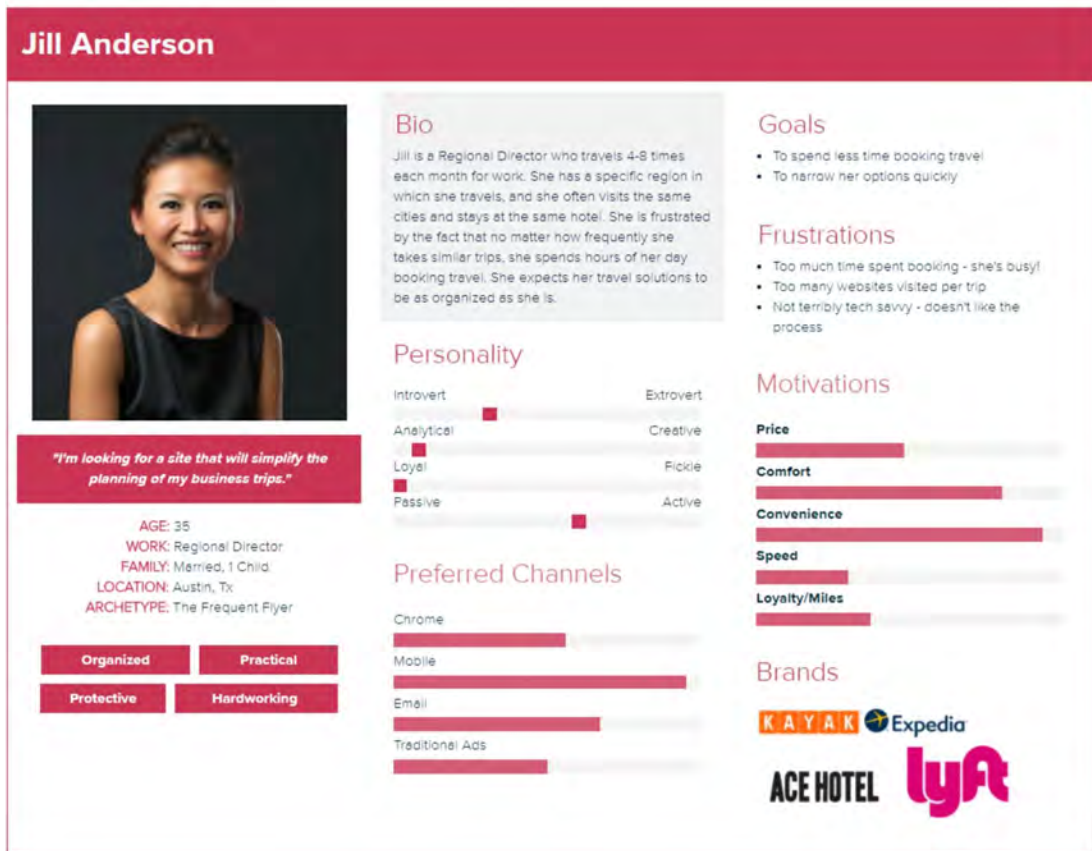 Jill Anderson
"I'm looking for a site that will simplify the
planning of my business trips."
AGE: 35
WORK: Regional Director
FAMILY: Married, 1 Child
LOCATION: Austin, Tx
ARCHETYPE: The Frequent Flyer
Organized
Practical
Protective
Hardworking
Bio
Jill is a Regional Director who travels 4-8 times
each month for work. She has a specific region in
which she travels, and she often visits the same
cities and stays at the same hotel. She is frustrated
by the fact that no matter how frequently she
takes similar trips, she spends hours of her day
booking travel. She expects her travel solutions to
be as organized as she is.
Personality
Introvert Extrovert
Analytical Creative
Loyal Fickle
Passive Active
Preferred Channels
Chrome
Mobile
Email
Traditional Ads
Goals
• To spend less time booking travel
• To narrow her options quickly
Frustrations
• Too much time spent booking - she's busy!
• Too many websites visited per trip
• Not terribly tech savvy - doesn't like the
process
Motivations
Price
Comfort
Convenience
Speed
Loyalty/Miles
Brands
KAYAK Expedia
ACE HOTEL lyft